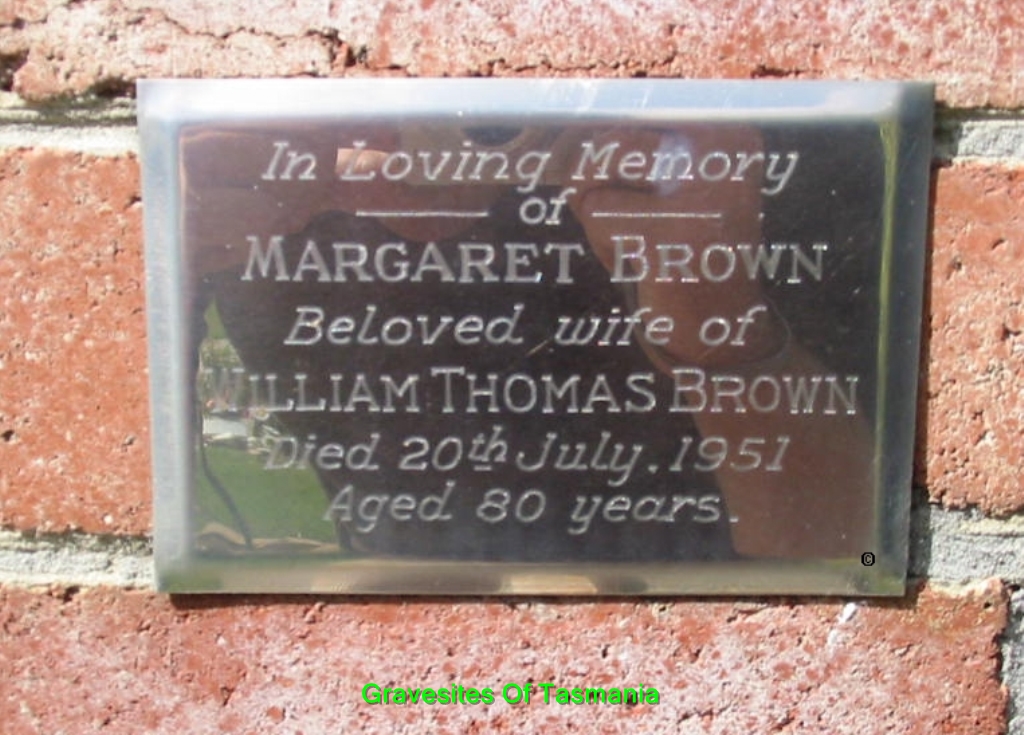 In Loving Memory
of
MARGARET BROWN
Beloved wife of
WILLIAM THOMAS BROWN
Died 20th July, 1951
Aged 80 years.
©
Gravesites Of Tasmania